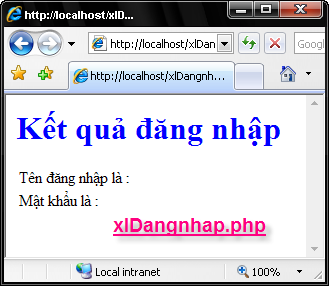 http://localhost/xlD...
http://localhost/xlDan
Goog
http://localhost/xlDangnh...
Kết quả đăng nhập
Tên đăng nhập là :
Mật khẩu là :
xlDangnhap.php
Local intranet
100%